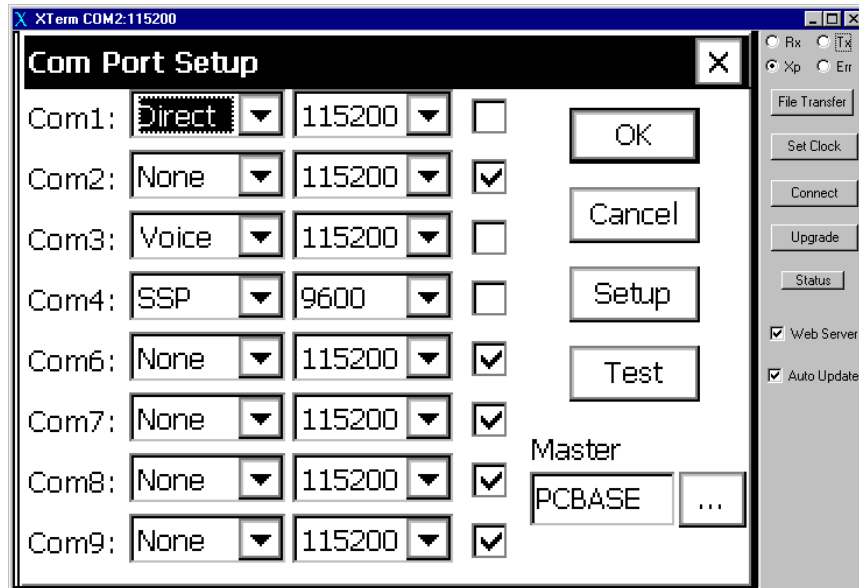 XTerm COM2:115200
Com Port Setup
Com1: Direct 115200
Com2: None 115200
Com3: Voice 115200
Com4: SSP 9600
Com6: None 115200
Com7: None 115200
Com8: None 115200
Com9: None 115200
OK
Cancel
Setup
Test
Master
PCBASE ...
Rx Tx
Xp Err
File Transfer
Set Clock
Connect
Upgrade
Status
Web Server
Auto Update